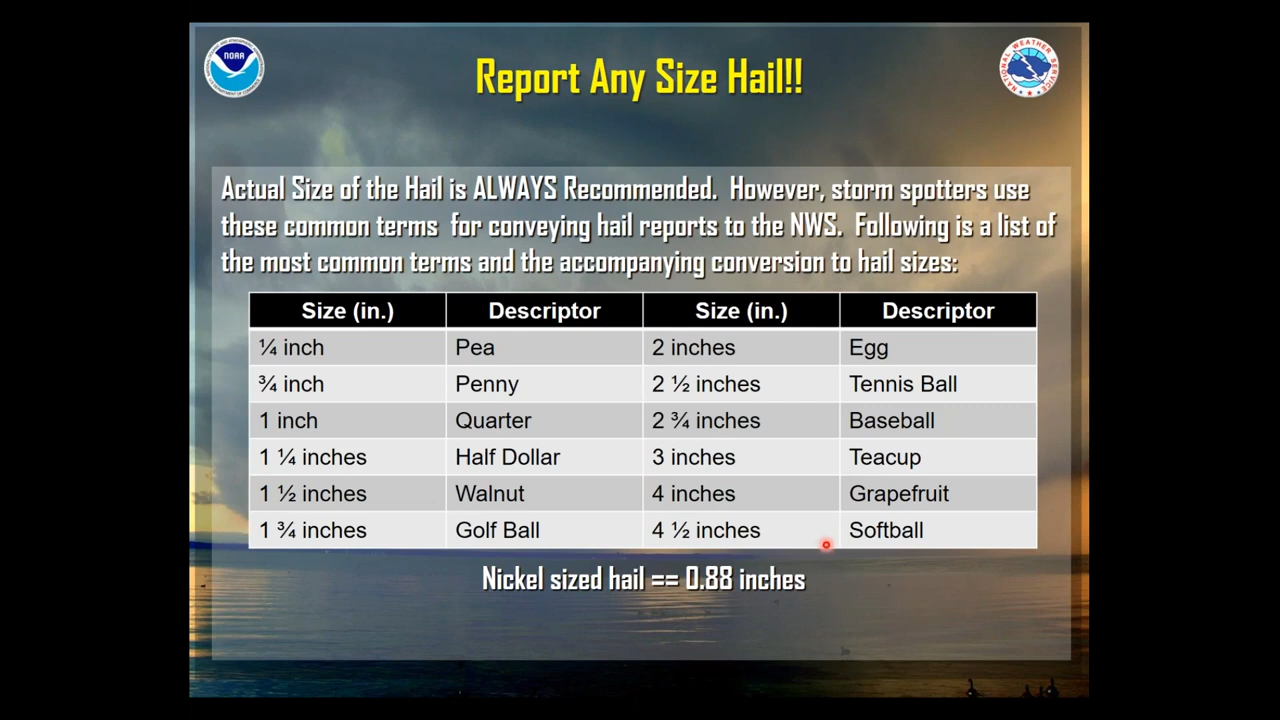 NOAA
NATIONAL WEATHER SERVICE
Report Any Size Hail!!
Actual Size of the Hail is ALWAYS Recommended. However, storm spotters use
these common terms for conveying hail reports to the NWS. Following is a list of
the most common terms and the accompanying conversion to hail sizes:
Size (in.) Descriptor Size (in.) Descriptor
¼ inch Pea 2 inches Egg
¾ inch Penny 2 ½ inches Tennis Ball
1 inch Quarter 2 ¾ inches Baseball
1 ¼ inches Half Dollar 3 inches Teacup
1 ½ inches Walnut 4 inches Grapefruit
1 ¾ inches Golf Ball 4 ½ inches Softball
Nickel sized hail == 0.88 inches